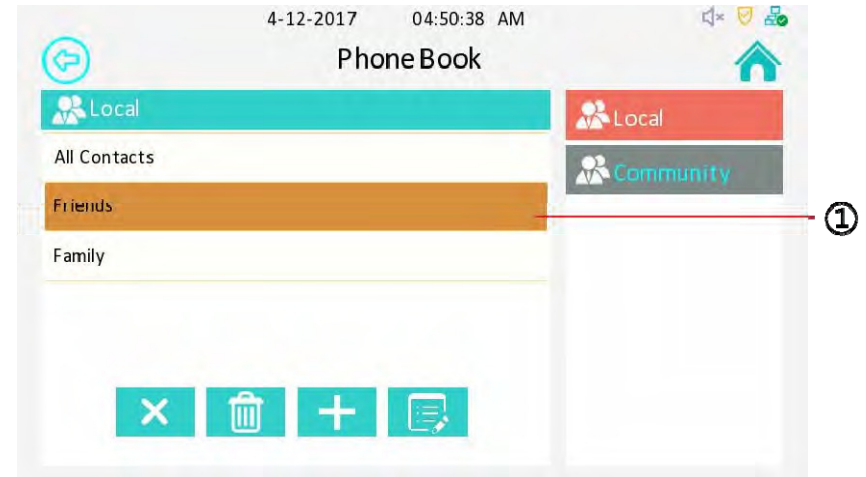 4-12-2017 04:50:38 AM
Phone Book
Local
All Contacts
Friends
Family
Local
Community
①